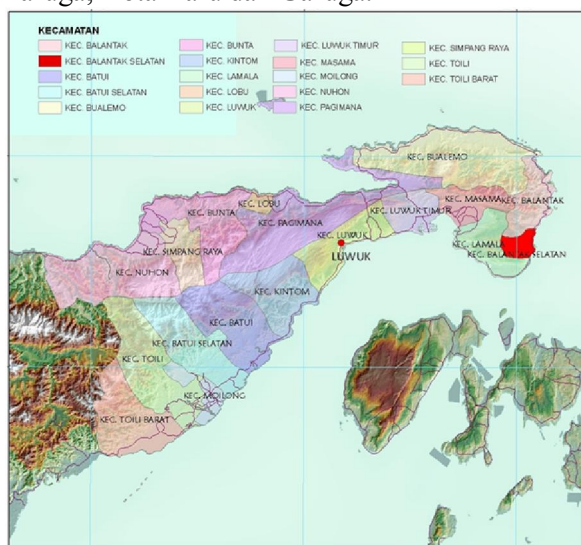 KECAMATAN
KEC. BALANTAK
KEC. BALANTAK SELATAN
KEC. BATUI
KEC. BATUI SELATAN
KEC. BUALEMO
KEC. BUNTA
KEC. KINTOM
KEC. LAMALA
KEC. LOBU
KEC. LUWUK
KEC. LUWUK TIMUR
KEC. MASAMA
KEC. MOILONG
KEC. NUHON
KEC. PAGIMANA
KEC. SIMPANG RAYA
KEC. TOILI
KEC. TOILI BARAT
KEC. BUALEMO
KEC. LOBU
KEC. BUNTA
KEC. PAGIMANA
KEC. MASAMA
KEC. BALANTAK
KEC. LUWUK TIMUR
KEC. LUWUK
KEC. LAMALA
KEC. SIMPANG RAYA
KEC. BALANTAK SELATAN
LUWUK
KEC. NUHON
KEC. KINTOM
KEC. BATUI
KEC. BATUI SELATAN
KEC. TOILI
KEC. MOILONG
KEC. TOILI BARAT